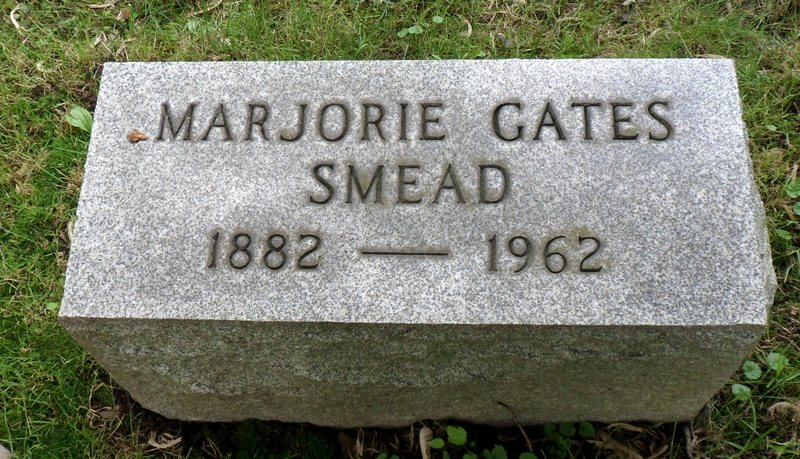 MARJORIE GATES
SMEAD
1882 — 1962